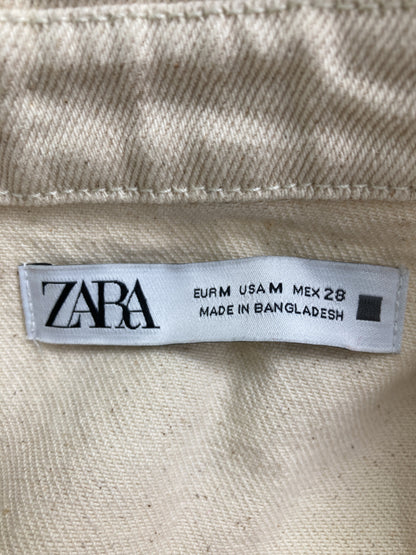 ZARA
EUR M USA M MEX 28
MADE IN BANGLADESH